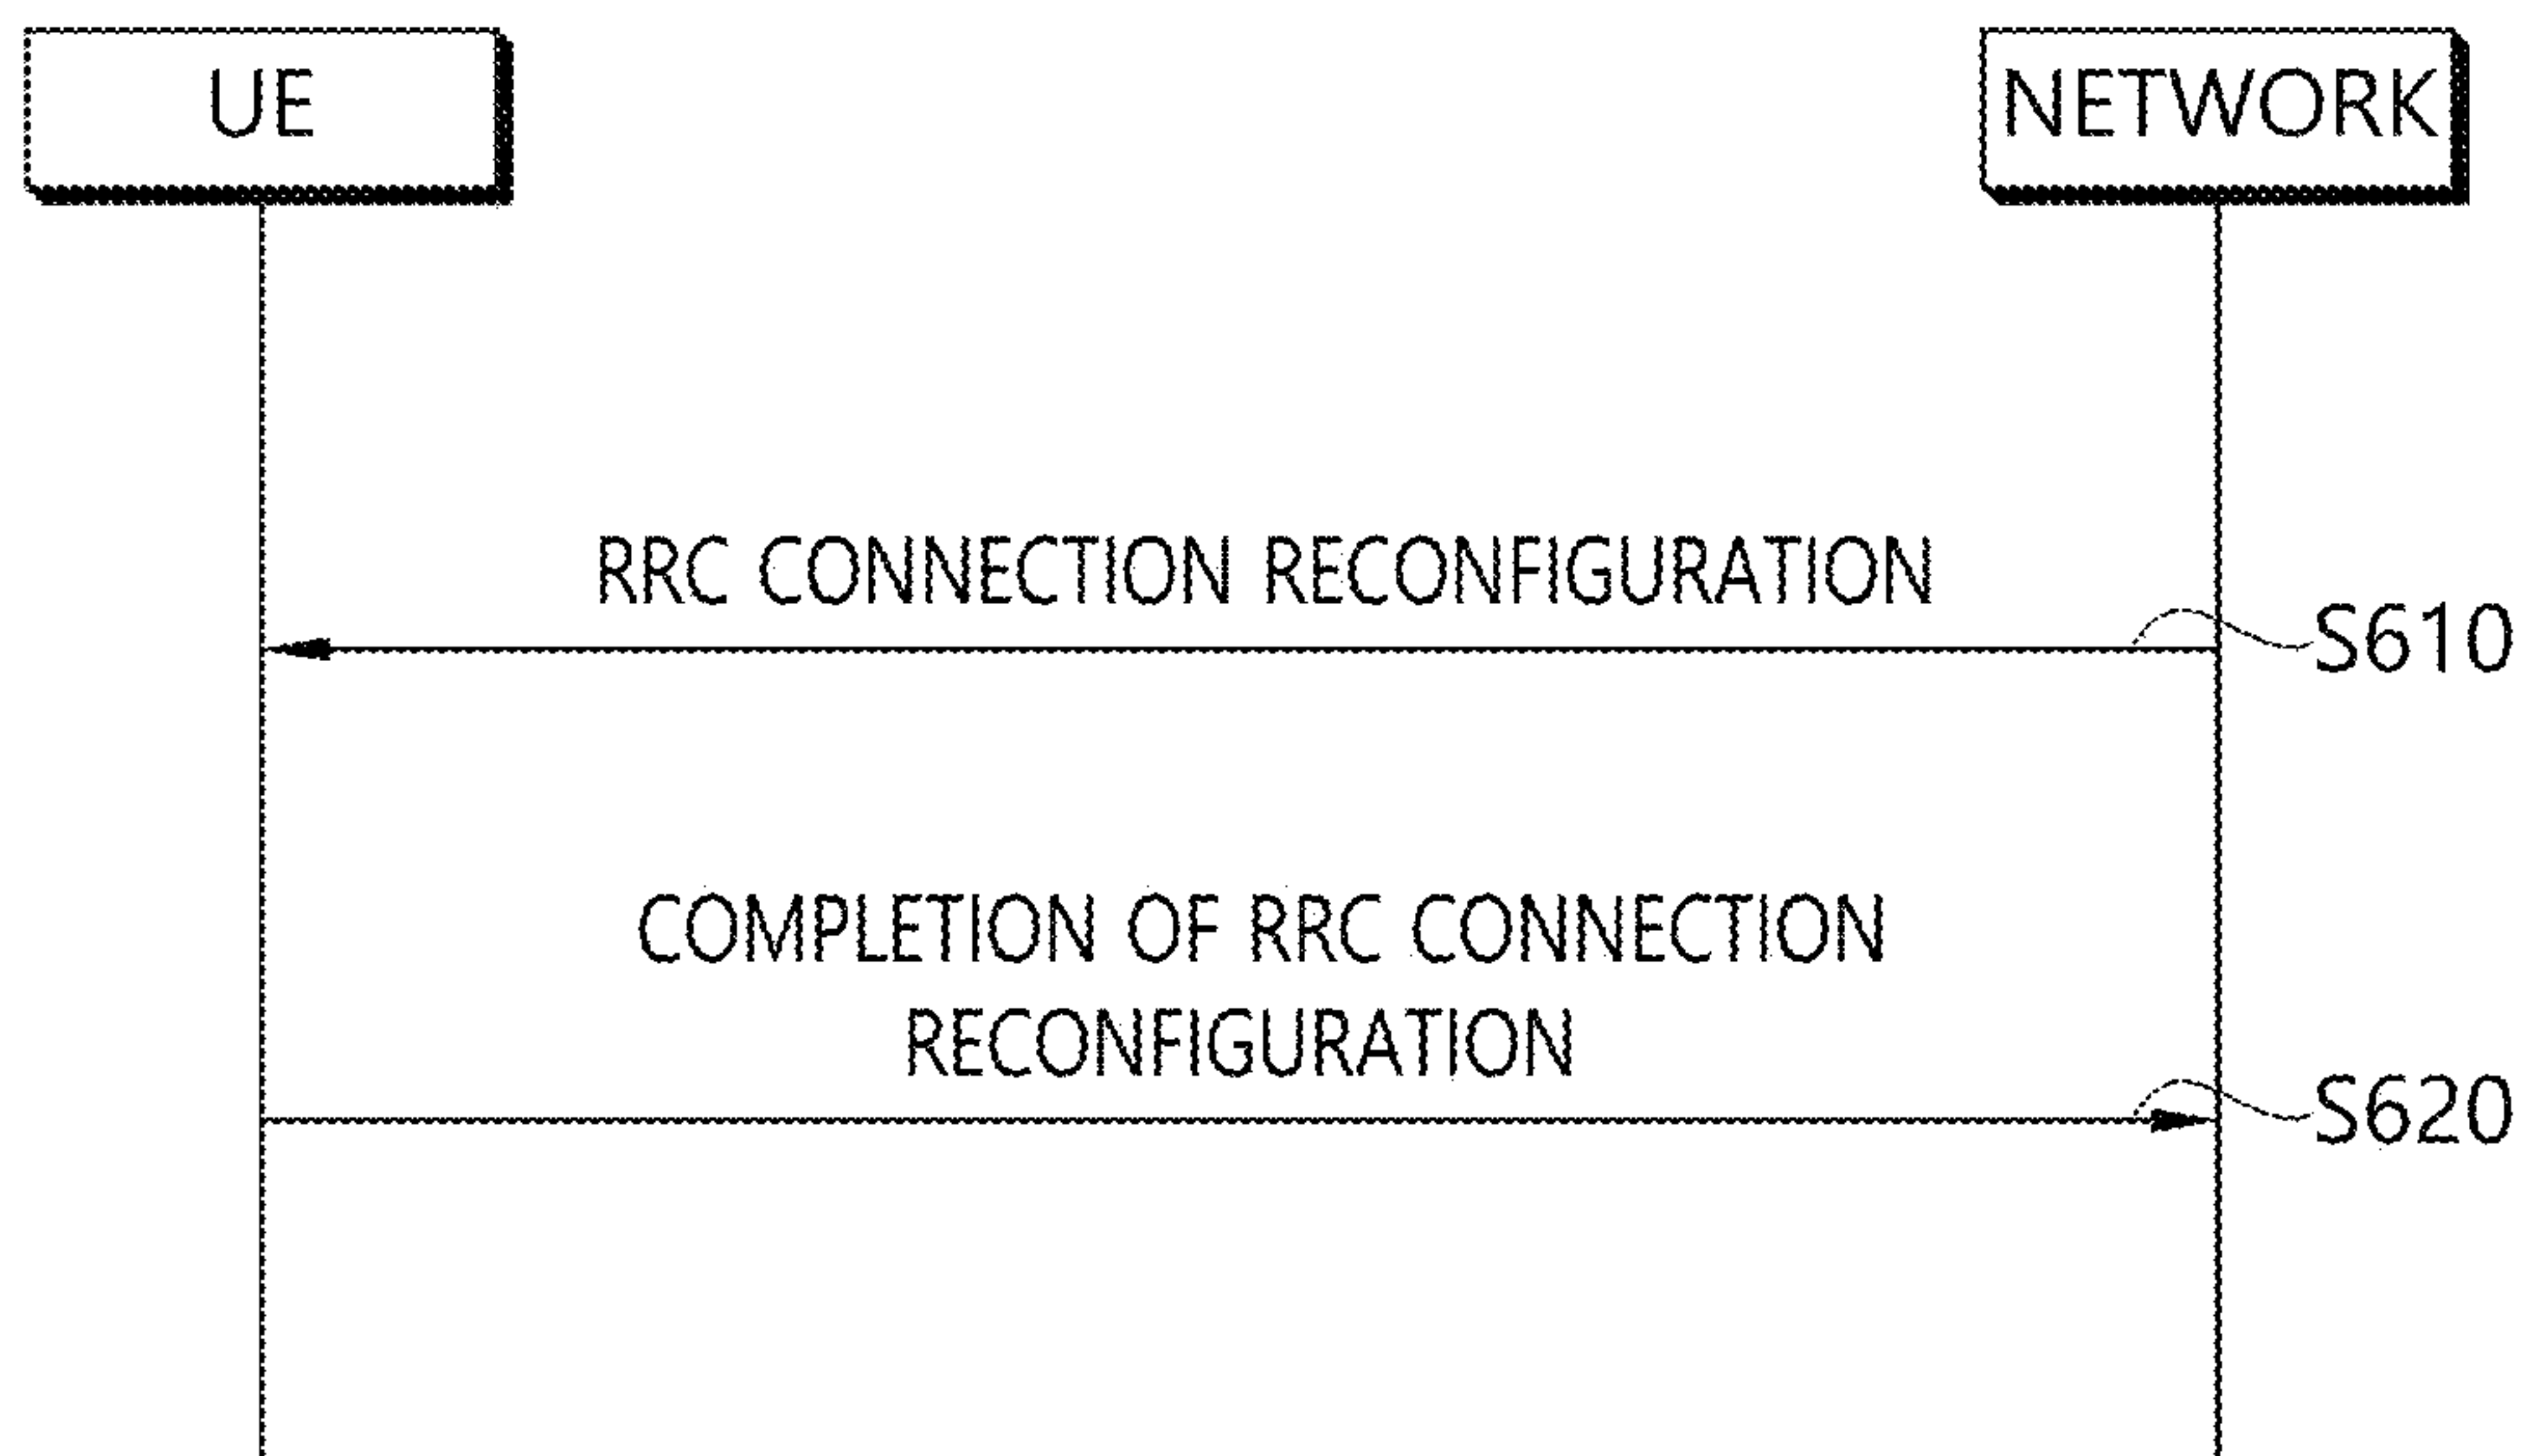 UE
NETWORK
RRC CONNECTION RECONFIGURATION
S610
COMPLETION OF RRC CONNECTION
RECONFIGURATION
S620